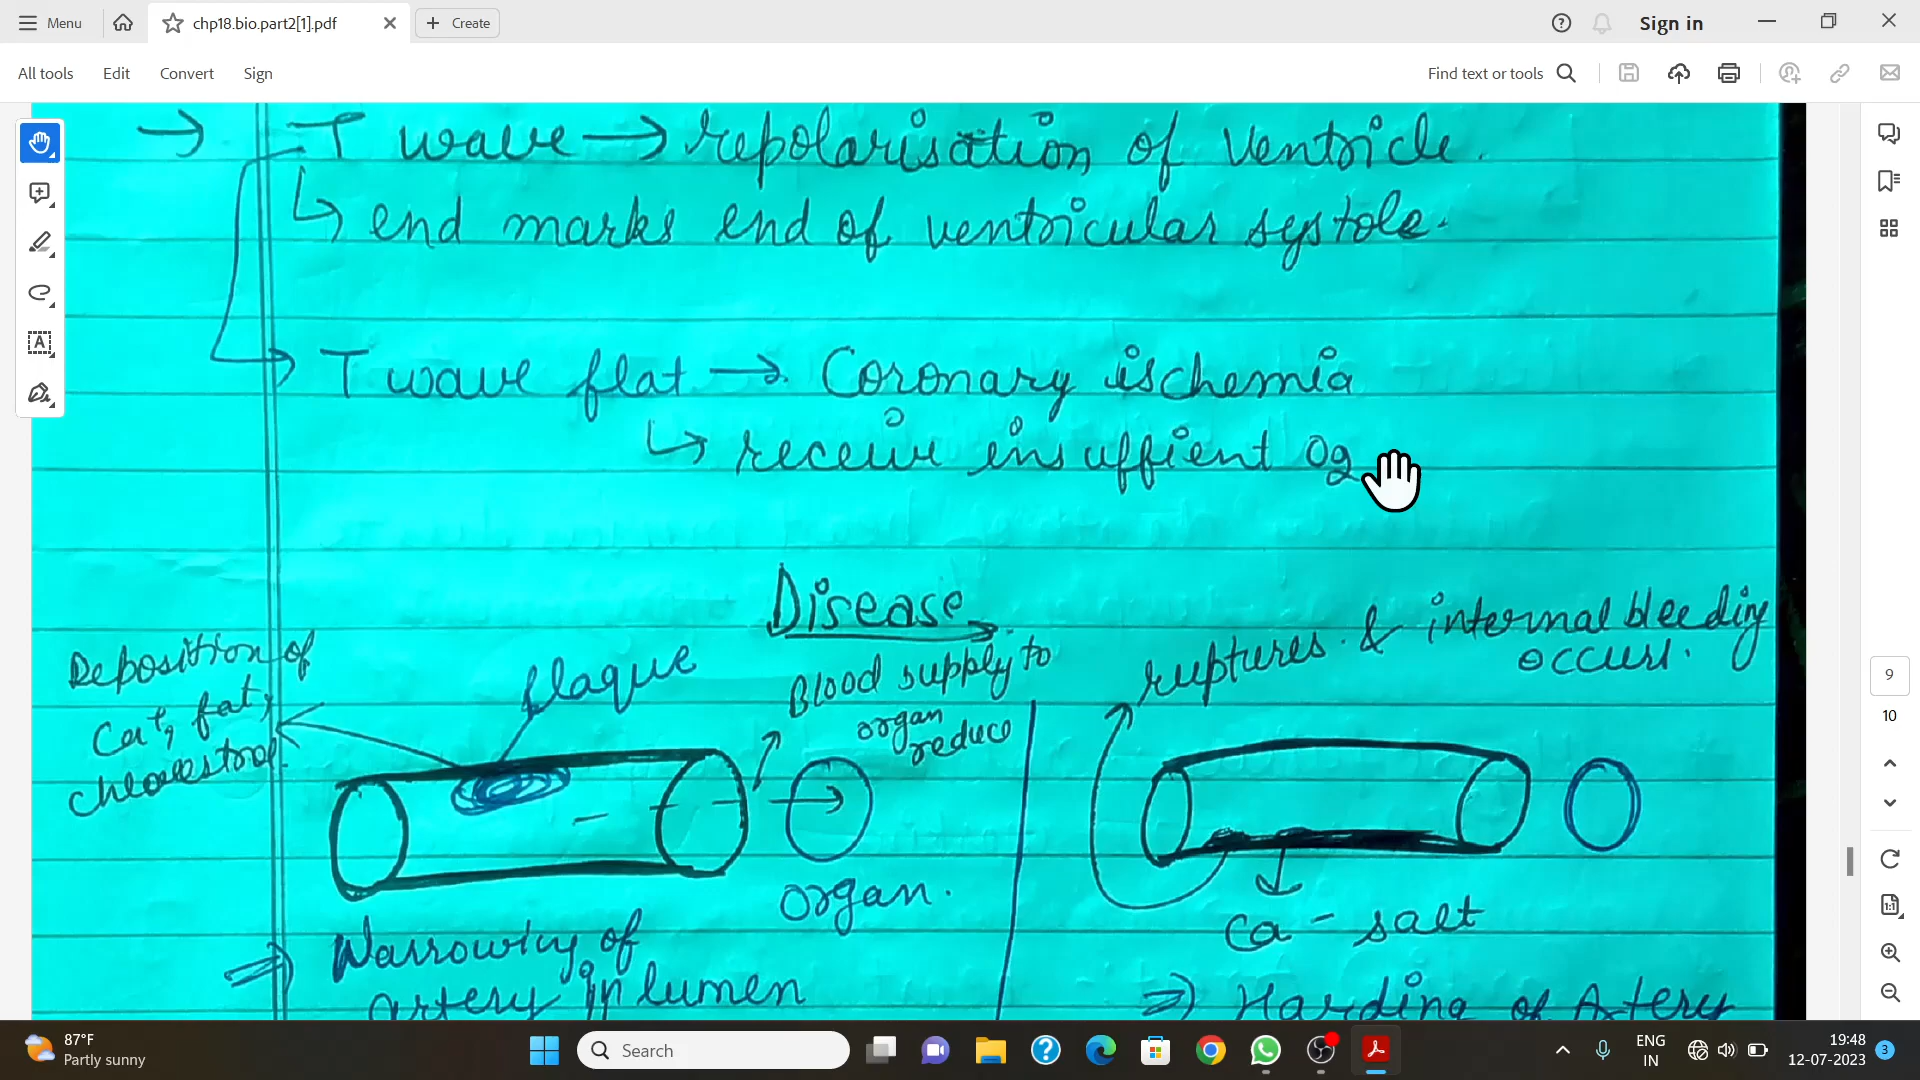 Menu
chp18.bio.part2[1].pdf
Create
Sign in
All tools
Edit
Convert
Sign
Find text or tools
→ T wave → repolarisation of Ventricle.
↳ end marks end of ventricular systole.
T wave flat → Coronary ischemia
↳ receive insuffient O2
Disease
Deposition of
Ca+, fat,
cholestrol.
plaque
Blood supply to
organ
reduce
ruptures & internal bleeding
occurs.
organ.
Ca - salt
⇒ Narrowing of
artery in lumen
⇒ Harding of Artery
9
10
87°F
Partly sunny
Search
ENG
IN
19:48
12-07-2023
3